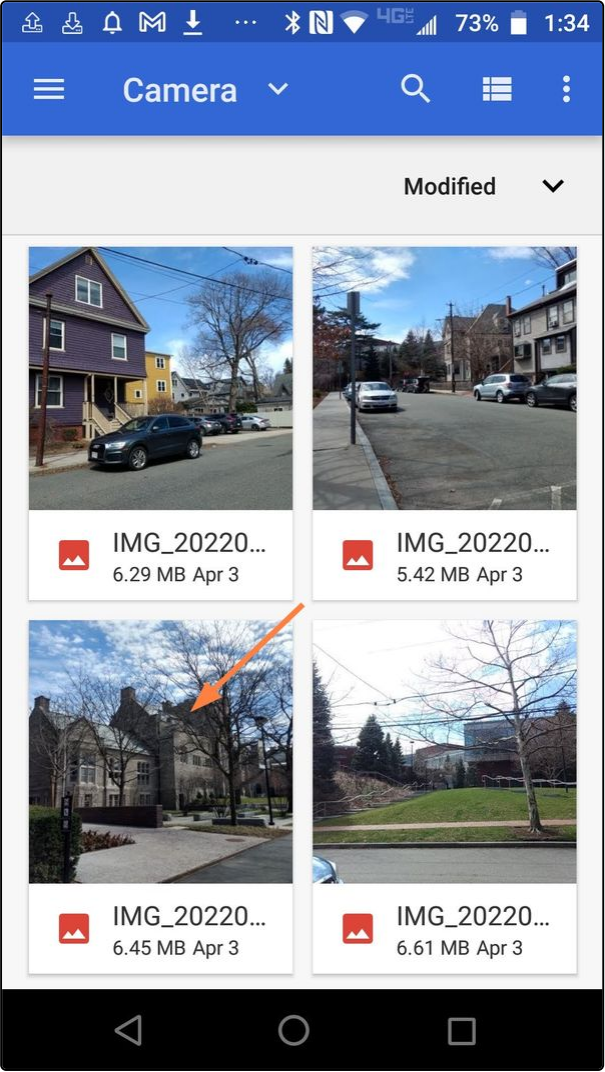 4G LTE 73% 1:34
Camera
Modified
IMG_20220...
6.29 MB Apr 3
IMG_20220...
5.42 MB Apr 3
IMG_20220...
6.45 MB Apr 3
IMG_20220...
6.61 MB Apr 3